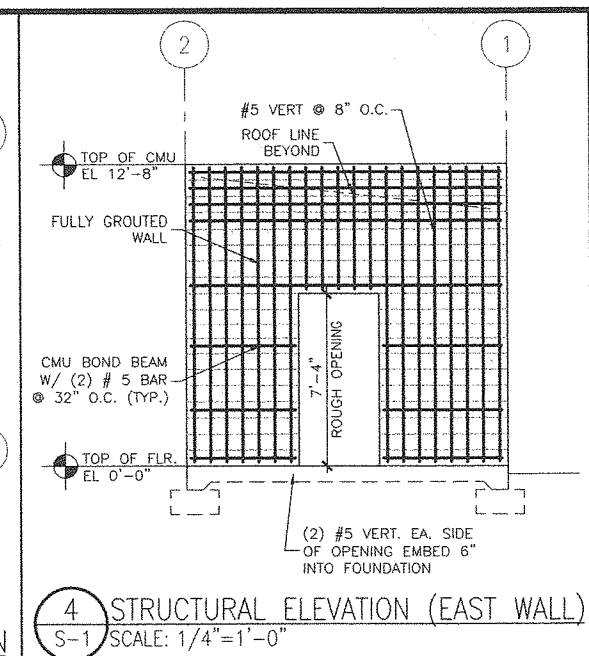 2
1
#5 VERT @ 8" O.C.
ROOF LINE
BEYOND
TOP OF CMU
EL 12'-8"
FULLY GROUTED
WALL
CMU BOND BEAM
W/ (2) # 5 BAR
@ 32" O.C. (TYP.)
7'-4"
ROUGH OPENING
TOP OF FLR.
EL 0'-0"
(2) #5 VERT. EA. SIDE
OF OPENING EMBED 6"
INTO FOUNDATION
4
S-1
STRUCTURAL ELEVATION (EAST WALL)
SCALE: 1/4"=1'-0"
N